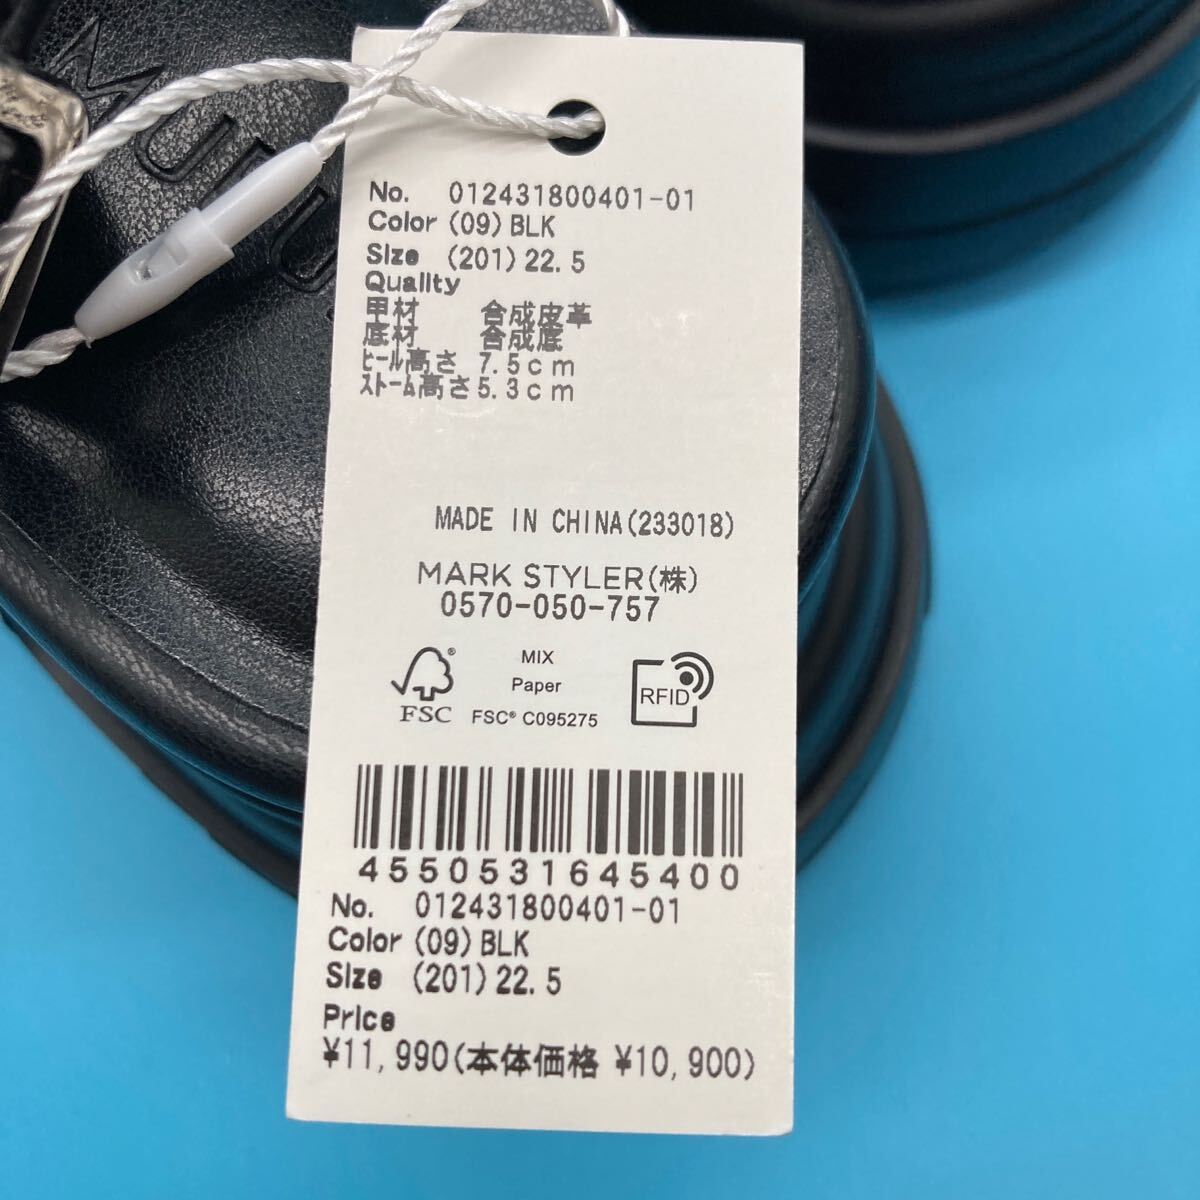 No. 012431800401-01
Color (09) BLK
Size (201) 22.5
Quality
甲材 合成皮革
底材 合成底
ﾋｰﾙ高さ 7.5cm
ｽﾄｰﾑ高さ5.3cm
MADE IN CHINA(233018)
MARK STYLER(株)
0570-050-757
FSC®
MIX
Paper
FSC® C095275
RFID
4550531645400
No. 012431800401-01
Color (09) BLK
Size (201) 22.5
Price
¥11,990(本体価格 ¥10,900)